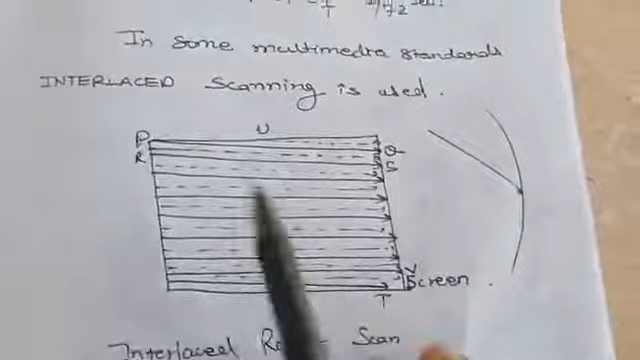 In some multimedia standards
INTERLACED Scanning is used.
P U
Q
R
S
V
Screen
T
Interlaced Scan